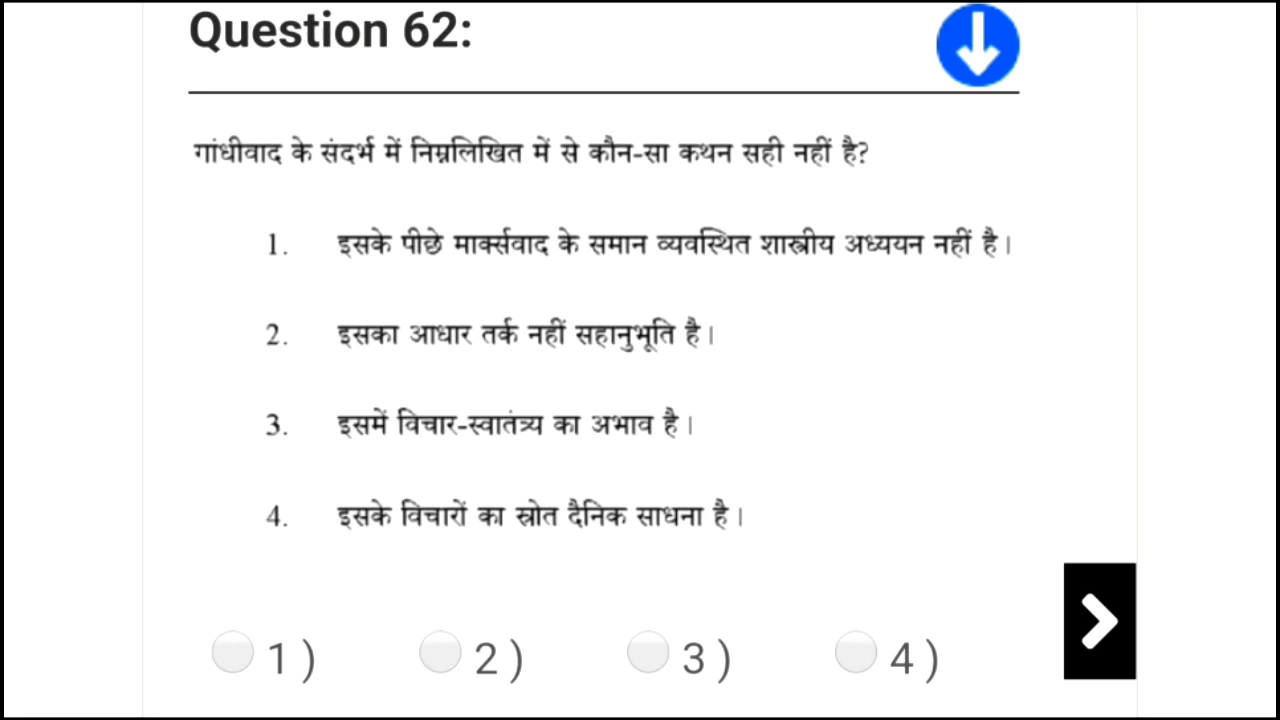 Question 62:
गांधीवाद के संदर्भ में निम्नलिखित में से कौन-सा कथन सही नहीं है?
1. इसके पीछे मार्क्सवाद के समान व्यवस्थित शास्त्रीय अध्ययन नहीं है।
2. इसका आधार तर्क नहीं सहानुभूति है।
3. इसमें विचार-स्वातंत्र्य का अभाव है।
4. इसके विचारों का स्रोत दैनिक साधना है।
1 ) 2 ) 3 ) 4 )